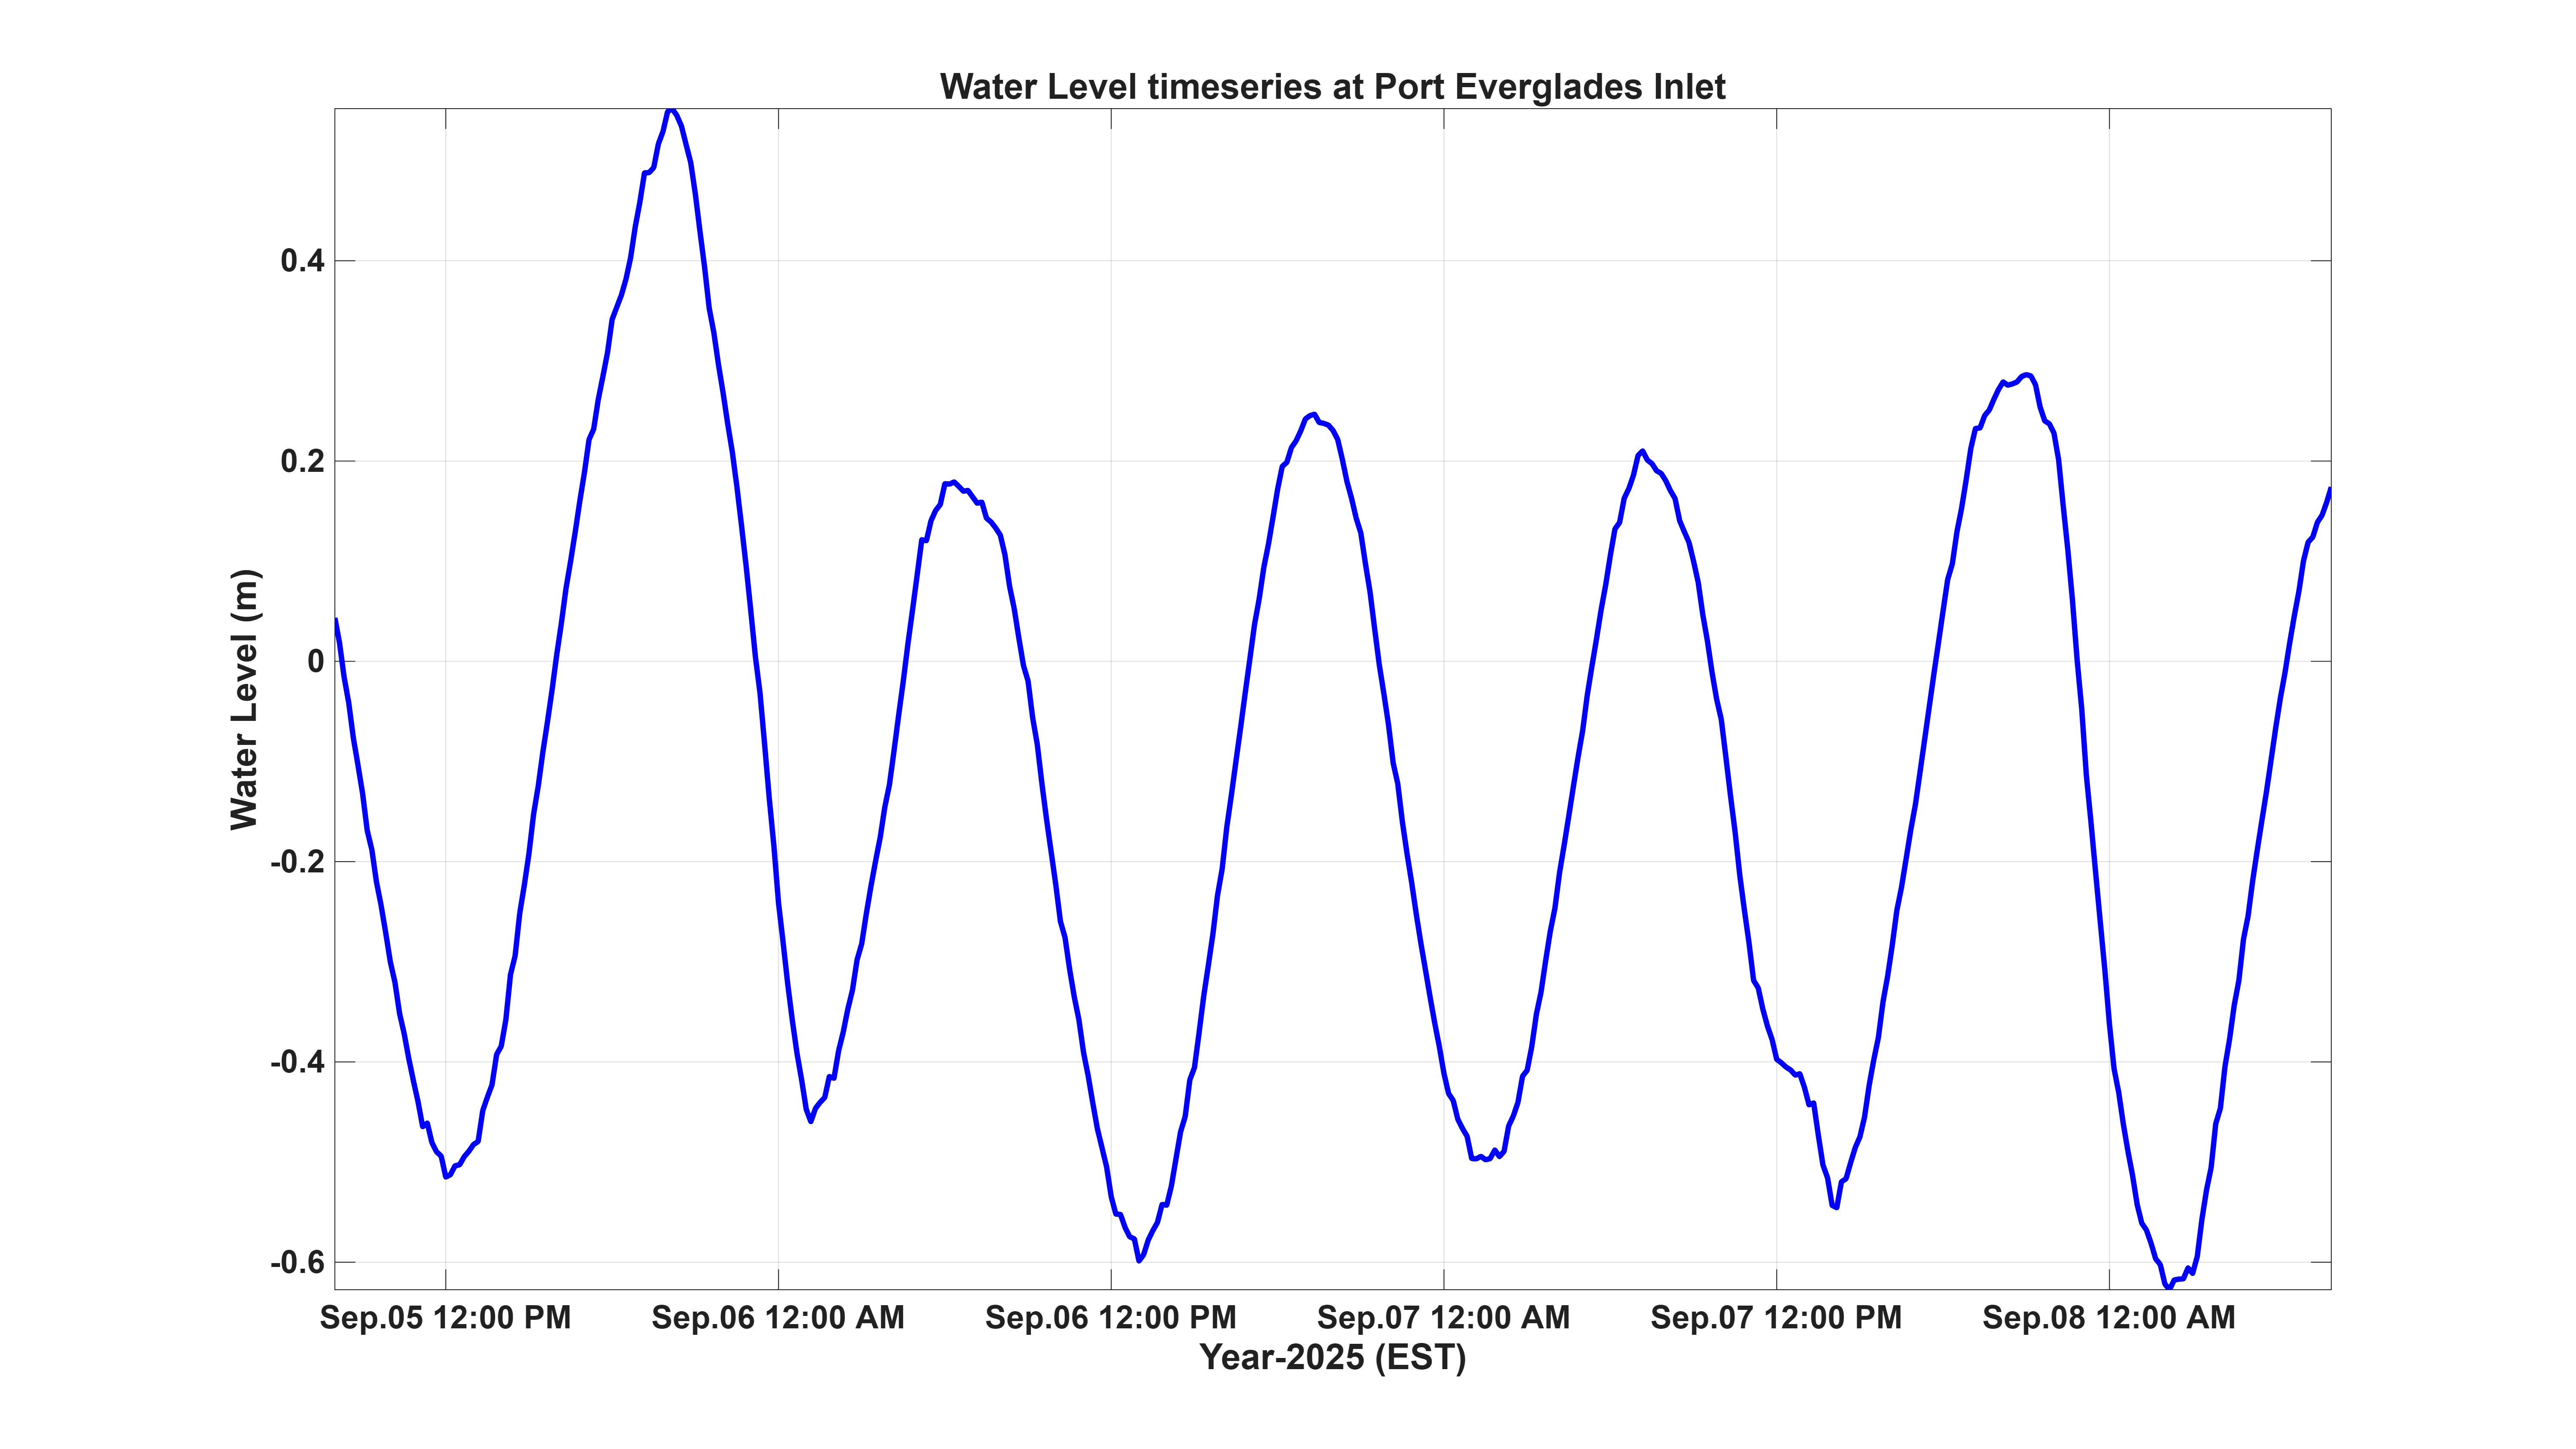 Water Level timeseries at Port Everglades Inlet
0.4
0.2
0
-0.2
-0.4
-0.6
Water Level (m)
Sep.05 12:00 PM
Sep.06 12:00 AM
Sep.06 12:00 PM
Sep.07 12:00 AM
Sep.07 12:00 PM
Sep.08 12:00 AM
Year-2025 (EST)